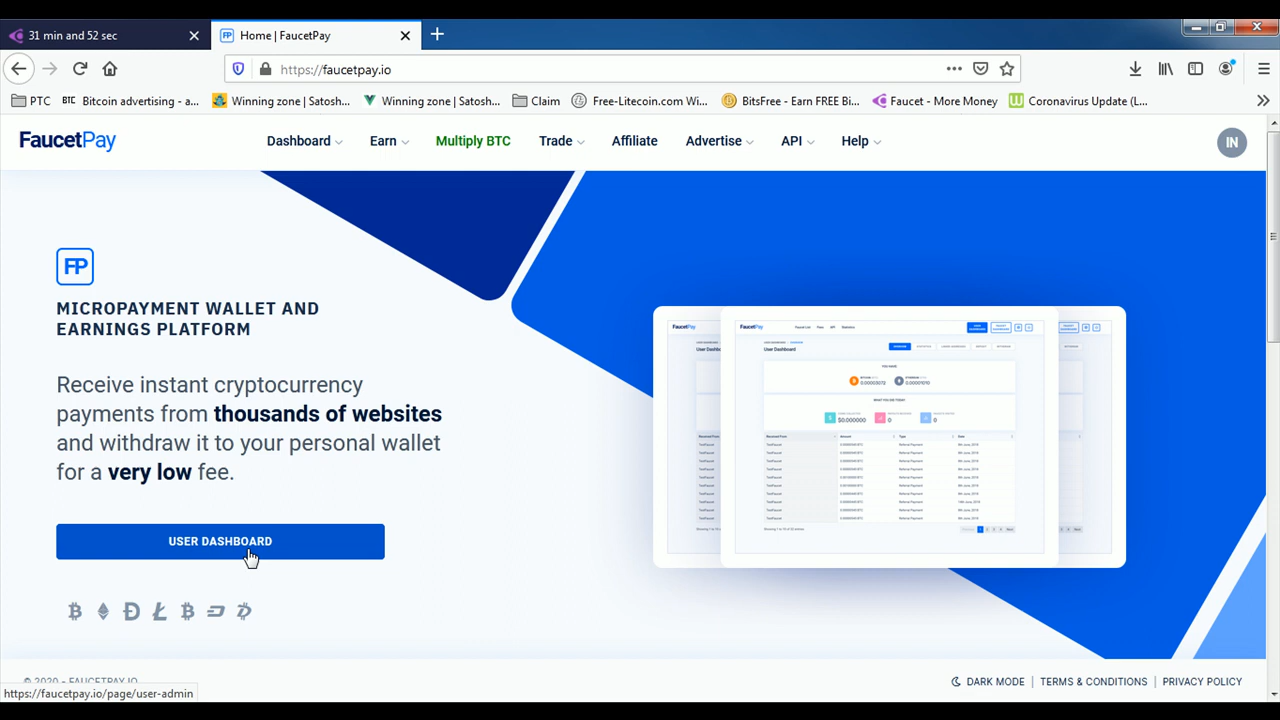 31 min and 52 sec
Home | FaucetPay
https://faucetpay.io
PTC
BTC Bitcoin advertising - a...
Winning zone | Satosh...
Winning zone | Satosh...
Claim
Free-Litecoin.com Wi...
BitsFree - Earn FREE Bi...
Faucet - More Money
Coronavirus Update (L...
FaucetPay
Dashboard
Earn
Multiply BTC
Trade
Affiliate
Advertise
API
Help
IN
FP
MICROPAYMENT WALLET AND
EARNINGS PLATFORM
Receive instant cryptocurrency
payments from thousands of websites
and withdraw it to your personal wallet
for a very low fee.
USER DASHBOARD
FaucetPay
User Dashboard
© 2020 - FAUCETPAY.IO
DARK MODE | TERMS & CONDITIONS | PRIVACY POLICY
https://faucetpay.io/page/user-admin